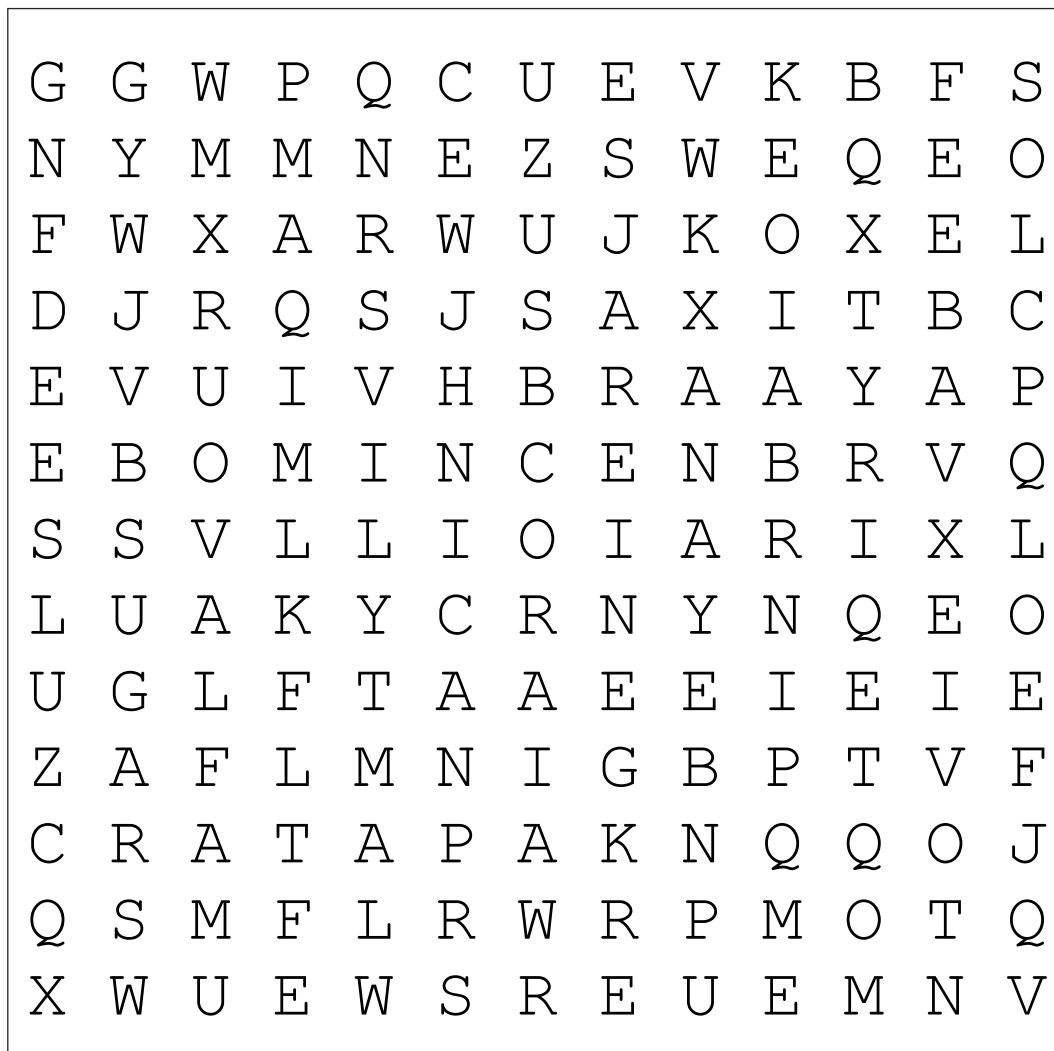 G G W P Q C U E V K B F S
N Y M M N E Z S W E Q E O
F W X A R W U J K O X E L
D J R Q S J S A X I T B C
E V U I V H B R A A Y A P
E B O M I N C E N B R V Q
S S V L L I O I A R I X L
L U A K Y C R N Y N Q E O
U G L F T A A E E I E I E
Z A F L M N I G B P T V F
C R A T A P A K N Q Q O J
Q S M F L R W R P M O T Q
X W U E W S R E U E M N V